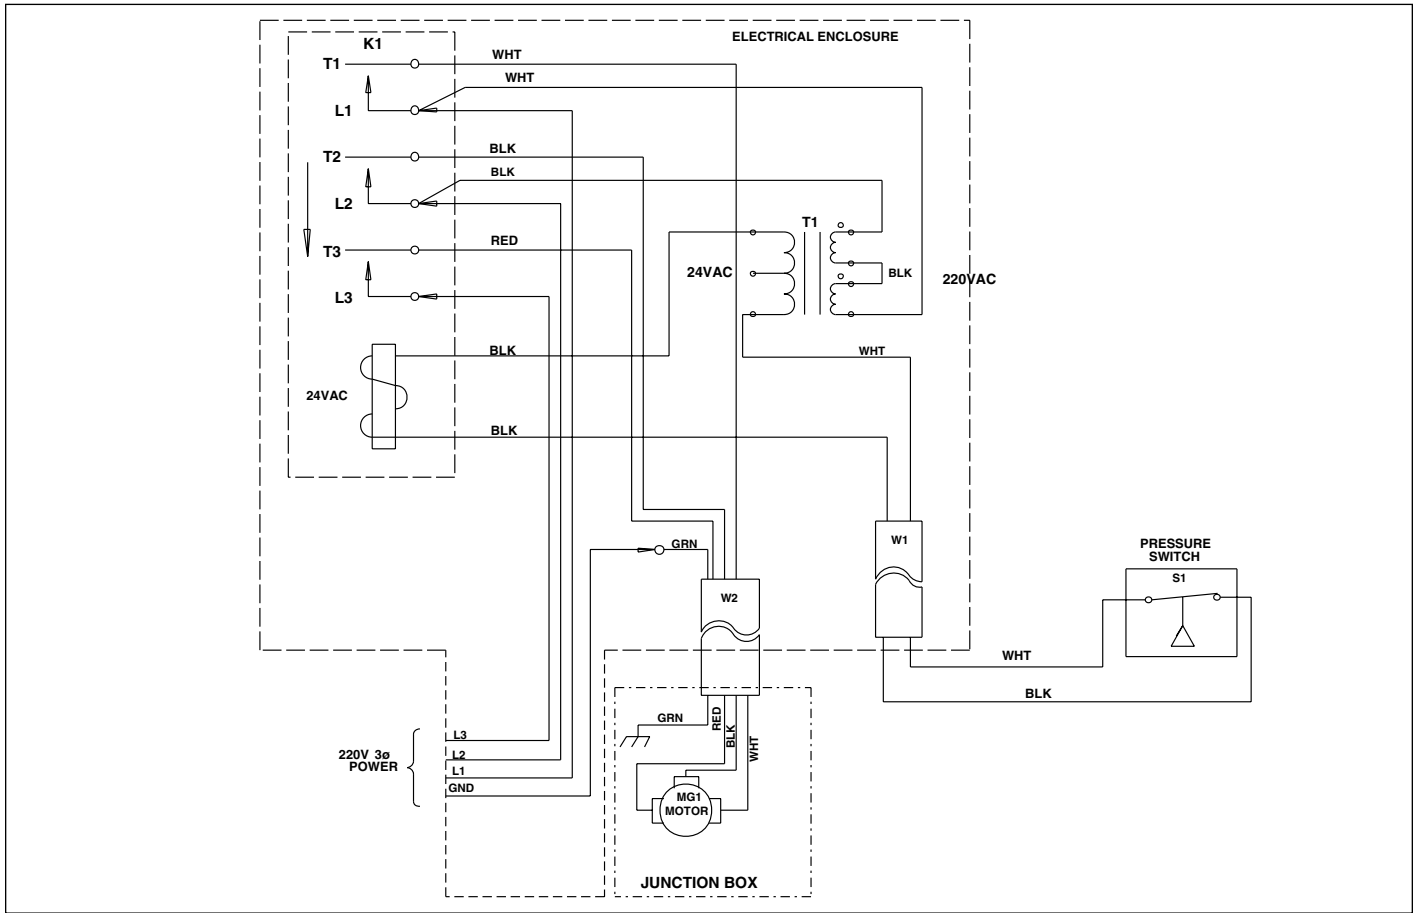 ELECTRICAL ENCLOSURE
K1
T1
WHT
WHT
L1
T2
BLK
BLK
L2
T3
RED
L3
T1
24VAC
BLK
220VAC
BLK
WHT
24VAC
BLK
GRN
W1
W2
PRESSURE
SWITCH
S1
WHT
BLK
GRN
RED
BLK
WHT
220V 3ø
POWER
L3
L2
L1
GND
MG1
MOTOR
JUNCTION BOX